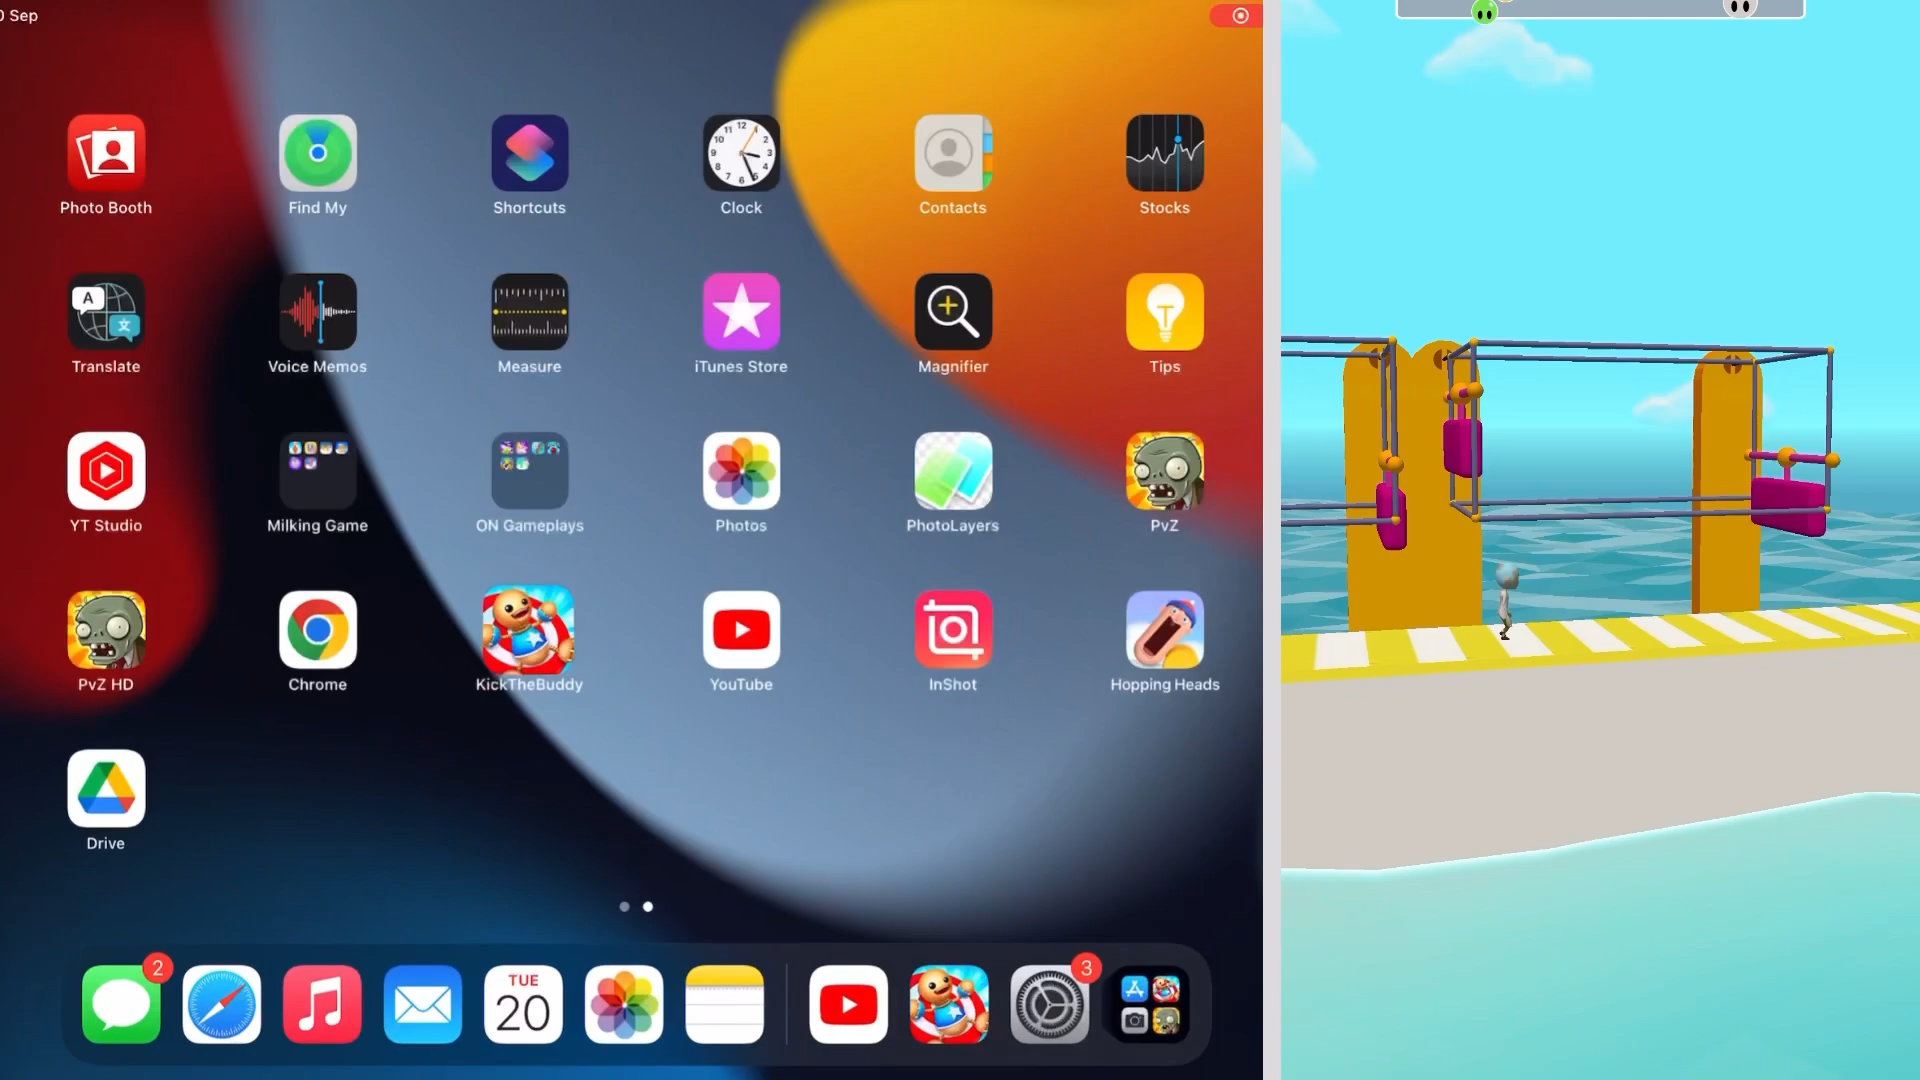 0 Sep
Photo Booth
Find My
Shortcuts
Clock
Contacts
Stocks
Translate
Voice Memos
Measure
iTunes Store
Magnifier
Tips
YT Studio
Milking Game
ON Gameplays
Photos
PhotoLayers
PvZ
PvZ HD
Chrome
KickTheBuddy
YouTube
InShot
Hopping Heads
Drive
2
TUE
20
3